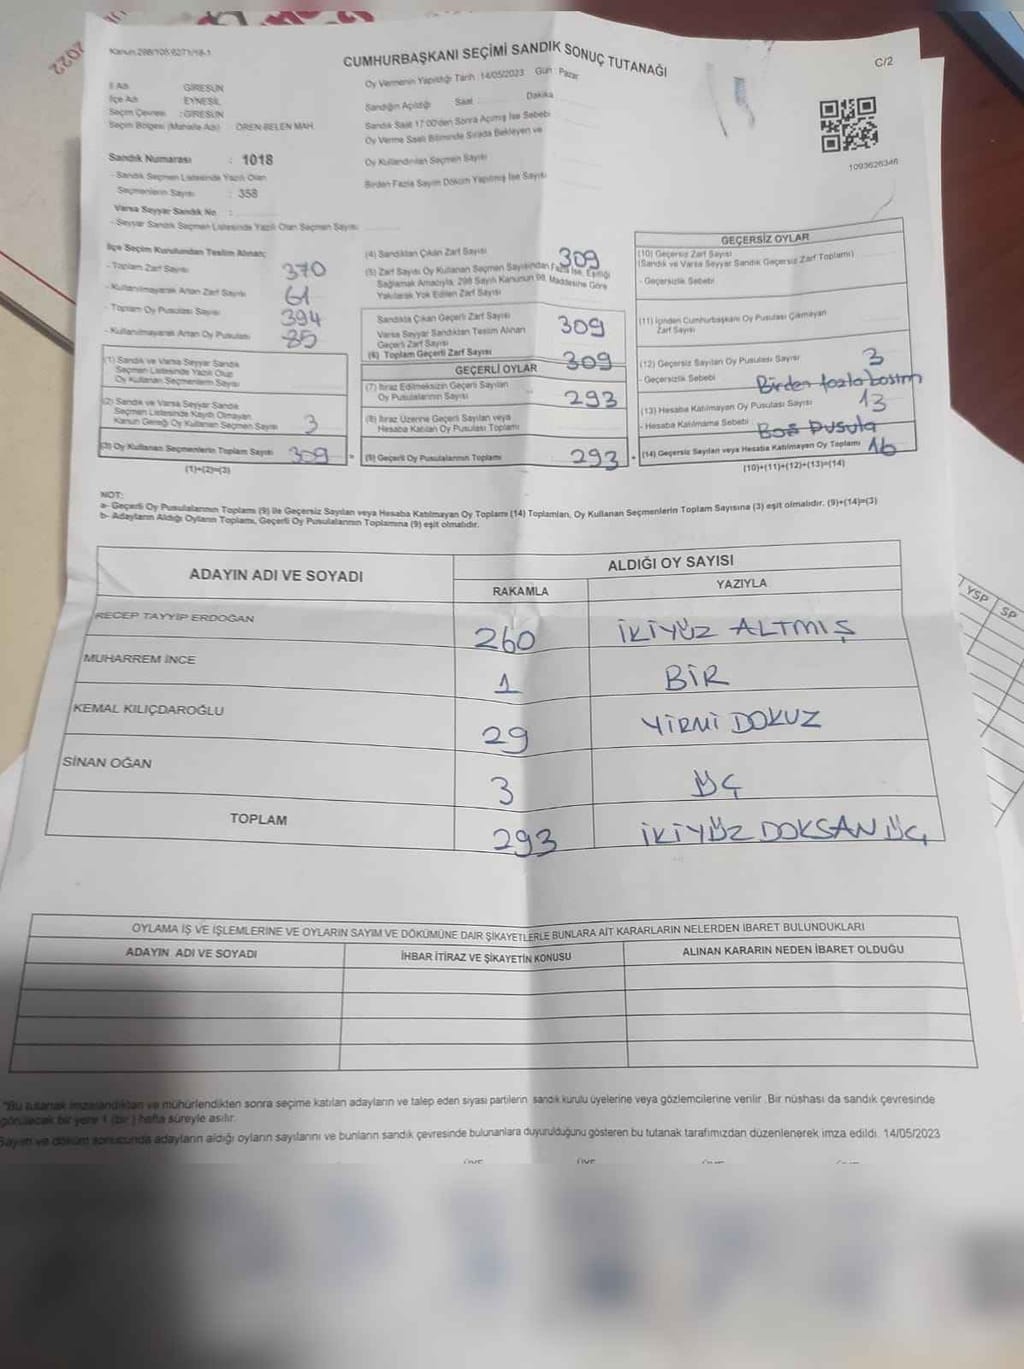 2022
Kanun 298/105 6271/18-1
CUMHURBAŞKANI SEÇİMİ SANDIK SONUÇ TUTANAĞI
C/2
İl Adı GİRESUN
İlçe Adı EYNESİL
Seçim Çevresi : GİRESUN
Seçim Bölgesi (Mahalle Adı) ÖREN-BELEN MAH.
Sandık Numarası : 1018
- Sandık Seçmen Listesinde Yazılı Olan
Seçmenlerin Sayısı : 358
Varsa Seyyar Sandık No :
- Seyyar Sandık Seçmen Listesinde Yazılı Olan Seçmen Sayısı
Oy Vermenin Yapıldığı Tarih :14/05/2023 Gün : Pazar
Sandığın Açıldığı Saat Dakika
Sandık Saat 17:00'den Sonra Açılmış İse Sebebi
Oy Verme Saati Bitiminde Sırada Bekleyen ve
Oy Kullandırılan Seçmen Sayısı
Birden Fazla Sayım Döküm Yapılmış İse Sayısı
1093626346
İlçe Seçim Kurulundan Teslim Alınan;
- Toplam Zarf Sayısı 370
- Kullanılmayarak Artan Zarf Sayısı 61
- Toplam Oy Pusulası Sayısı 394
- Kullanılmayarak Artan Oy Pusulası 85
(1) Sandık ve Varsa Seyyar Sandık
Seçmen Listesinde Yazılı Olup
Oy Kullanan Seçmenlerin Sayısı
(2) Sandık ve Varsa Seyyar Sandık
Seçmen Listesinde Kayıtlı Olmayan
Kanun Gereği Oy Kullanan Seçmen Sayısı 3
(3) Oy Kullanan Seçmenlerin Toplam Sayısı 309
(1)+(2)=(3)
(4) Sandıktan Çıkan Zarf Sayısı 309
(5) Zarf Sayısı Oy Kullanan Seçmen Sayısından Fazla İse, Eşitliği
Sağlamak Amacıyla, 298 Sayılı Kanunun 98. Maddesine Göre
Yakılarak Yok Edilen Zarf Sayısı
Sandıkta Çıkan Geçerli Zarf Sayısı 309
Varsa Seyyar Sandıktan Teslim Alınan
Geçerli Zarf Sayısı
(6) Toplam Geçerli Zarf Sayısı 309
GEÇERLİ OYLAR
(7) İtiraz Edilmeksizin Geçerli Sayılan
Oy Pusulalarının Sayısı 293
(8) İtiraz Üzerine Geçerli Sayılan veya
Hesaba Katılan Oy Pusulası Toplamı
(9) Geçerli Oy Pusulalarının Toplamı 293
GEÇERSİZ OYLAR
(10) Geçersiz Zarf Sayısı
(Sandık ve Varsa Seyyar Sandık Geçersiz Zarf Toplamı)
- Geçersizlik Sebebi
(11) İçinden Cumhurbaşkanı Oy Pusulası Çıkmayan
Zarf Sayısı
(12) Geçersiz Sayılan Oy Pusulası Sayısı 3
- Geçersizlik Sebebi Birden fazla basım
(13) Hesaba Katılmayan Oy Pusulası Sayısı 13
- Hesaba Katılmama Sebebi Boş Pusula
(14) Geçersiz Sayılan veya Hesaba Katılmayan Oy Toplamı 16
(10)+(11)+(12)+(13)=(14)
NOT:
a- Geçerli Oy Pusulalarının Toplamı (9) ile Geçersiz Sayılan veya Hesaba Katılmayan Oy Toplamı (14) Toplamları, Oy Kullanan Seçmenlerin Toplam Sayısına (3) eşit olmalıdır. (9)+(14)=(3)
b- Adayların Aldığı Oyların Toplamı, Geçerli Oy Pusulalarının Toplamına (9) eşit olmalıdır.
ADAYIN ADI VE SOYADI
ALDIĞI OY SAYISI
RAKAMLA YAZIYLA
RECEP TAYYİP ERDOĞAN 260 İKİYÜZ ALTMIŞ
MUHARREM İNCE 1 BİR
KEMAL KILIÇDAROĞLU 29 YİRMİ DOKUZ
SİNAN OĞAN 3 ÜÇ
TOPLAM 293 İKİYÜZ DOKSAN ÜÇ
YSP SP
OYLAMA İŞ VE İŞLEMLERİNE VE OYLARIN SAYIM VE DÖKÜMÜNE DAİR ŞİKAYETLERLE BUNLARA AİT KARARLARIN NELERDEN İBARET BULUNDUKLARI
ADAYIN ADI VE SOYADI İHBAR İTİRAZ VE ŞİKAYETİN KONUSU ALINAN KARARIN NEDEN İBARET OLDUĞU
"Bu tutanak imzalandıktan ve mühürlendikten sonra seçime katılan adayların ve talep eden siyasi partilerin sandık kurulu üyelerine veya gözlemcilerine verilir. Bir nüshası da sandık çevresinde
görülecek bir yere 1 (bir) hafta süreyle asılır.
Sayım ve döküm sonucunda adayların aldığı oyların sayılarını ve bunların sandık çevresinde bulunanlara duyurulduğunu gösteren bu tutanak tarafımızdan düzenlenerek imza edildi. 14/05/2023